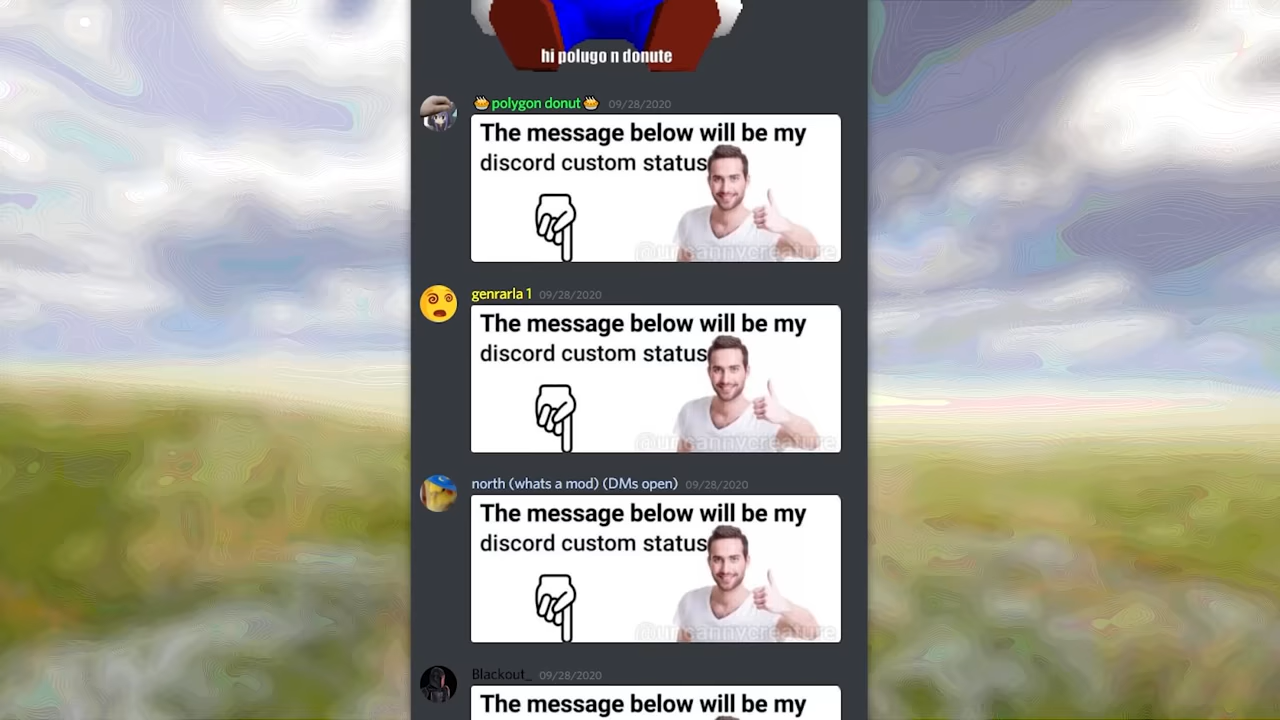 hi polugo n donute
polygon donut 09/28/2020
The message below will be my
discord custom status
@uncannycreature
genrarla 1 09/28/2020
The message below will be my
discord custom status
@uncannycreature
north (whats a mod) (DMs open) 09/28/2020
The message below will be my
discord custom status
@uncannycreature
Blackout_ 09/28/2020
The message below will be my